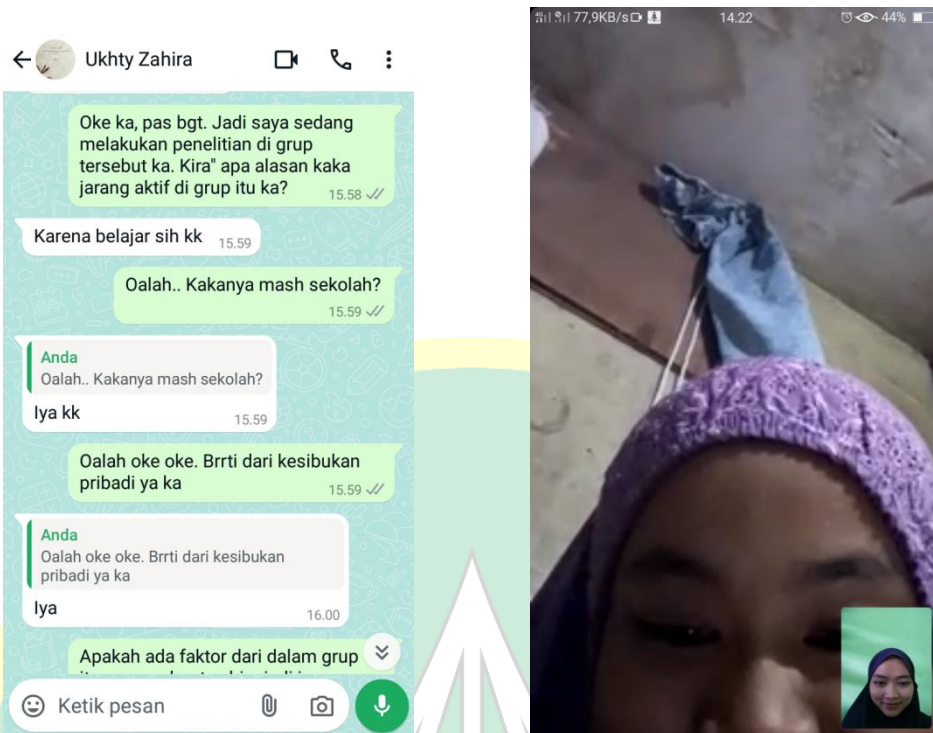 Ukhty Zahira
Oke ka, pas bgt. Jadi saya sedang
melakukan penelitian di grup
tersebut ka. Kira" apa alasan kaka
jarang aktif di grup itu ka?
15.58
Karena belajar sih kk
15.59
Oalah.. Kakanya mash sekolah?
15.59
Anda
Oalah.. Kakanya mash sekolah?
Iya kk
15.59
Oalah oke oke. Brrti dari kesibukan
pribadi ya ka
15.59
Anda
Oalah oke oke. Brrti dari kesibukan
pribadi ya ka
Iya
16.00
Apakah ada faktor dari dalam grup
Ketik pesan
77,9KB/s
14.22
44%